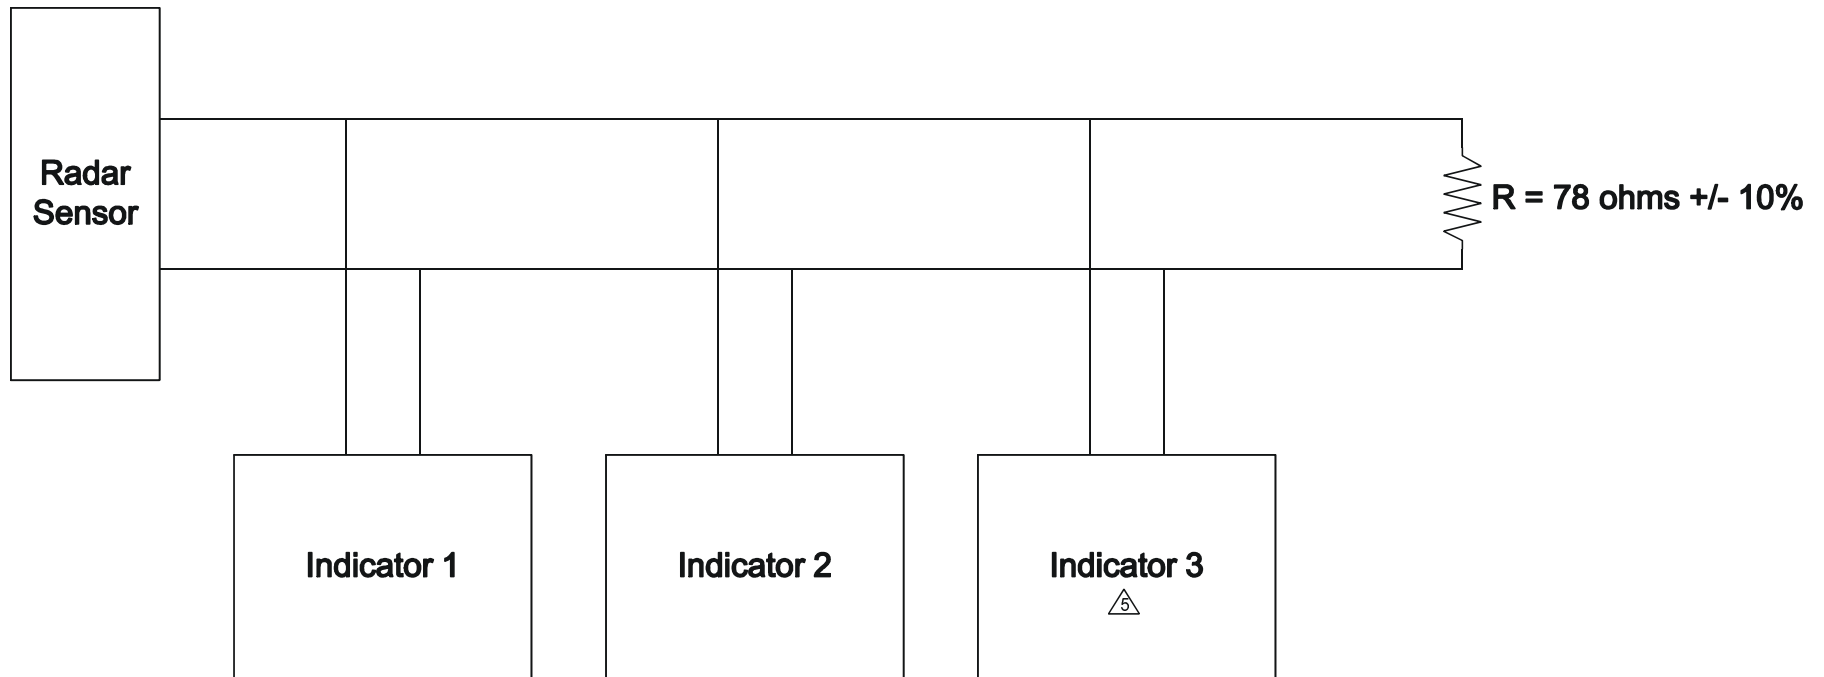 Radar
Sensor
R = 78 ohms +/- 10%
Indicator 1
Indicator 2
Indicator 3
5